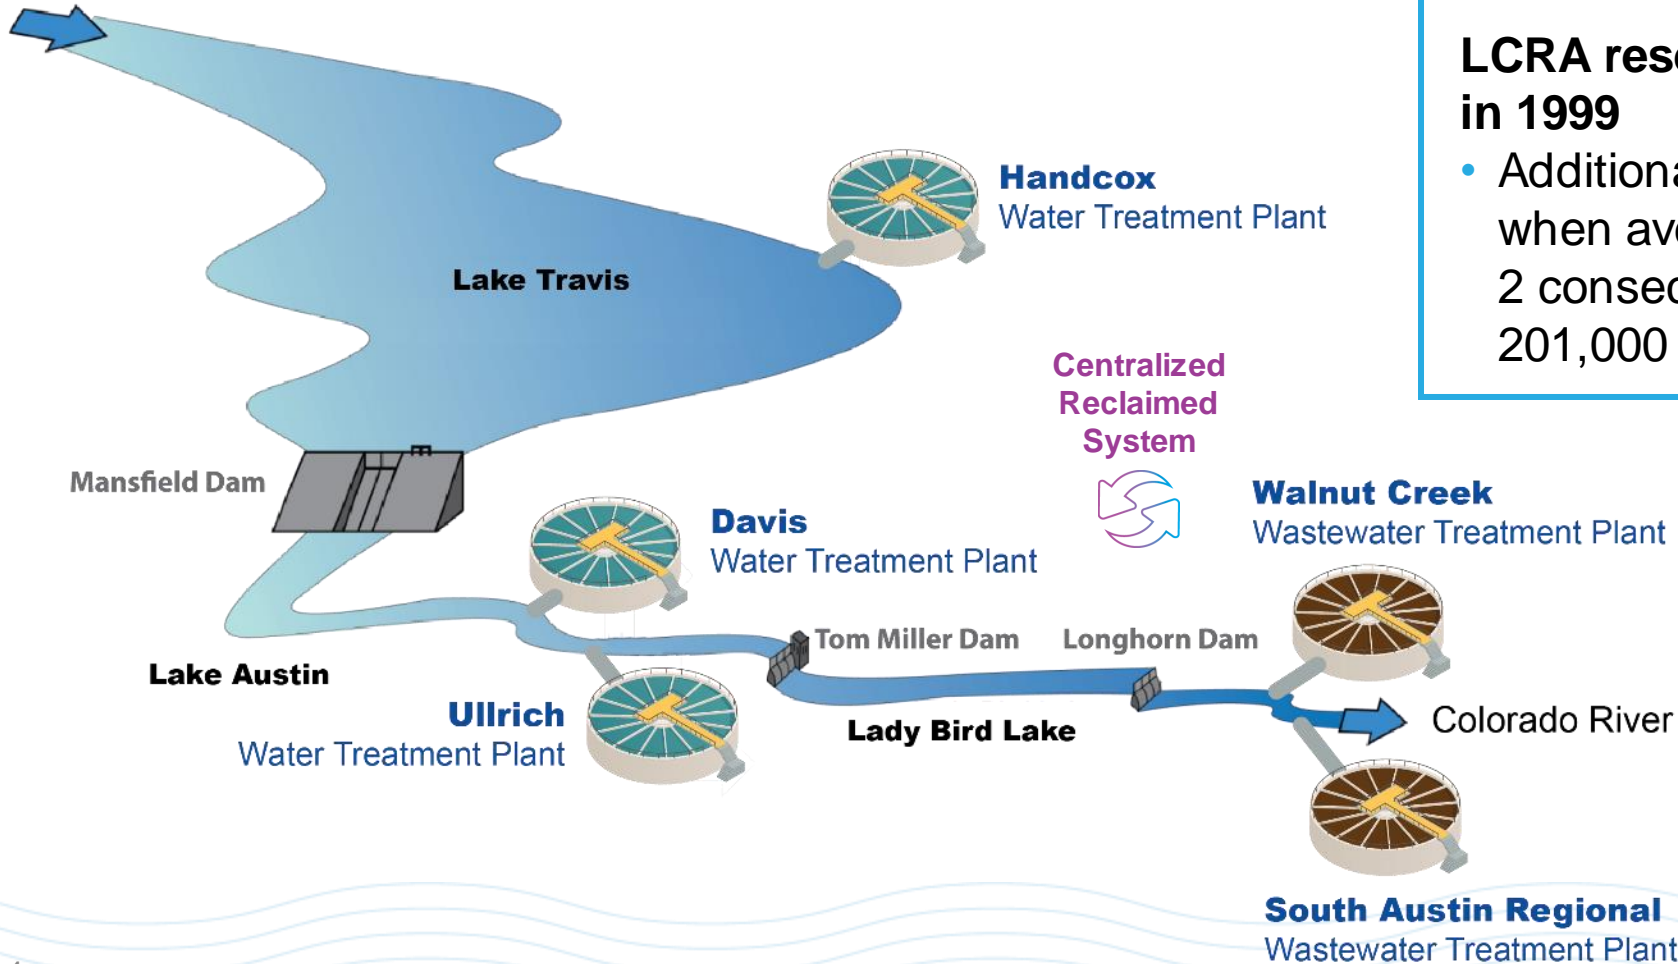 LCRA rese
in 1999
• Additiona
when ave
2 consec
201,000
Handcox
Water Treatment Plant
Lake Travis
Centralized
Reclaimed
System
Mansfield Dam
Davis
Water Treatment Plant
Walnut Creek
Wastewater Treatment Plant
Tom Miller Dam
Longhorn Dam
Lake Austin
Ullrich
Water Treatment Plant
Lady Bird Lake
Colorado River
South Austin Regional
Wastewater Treatment Plant